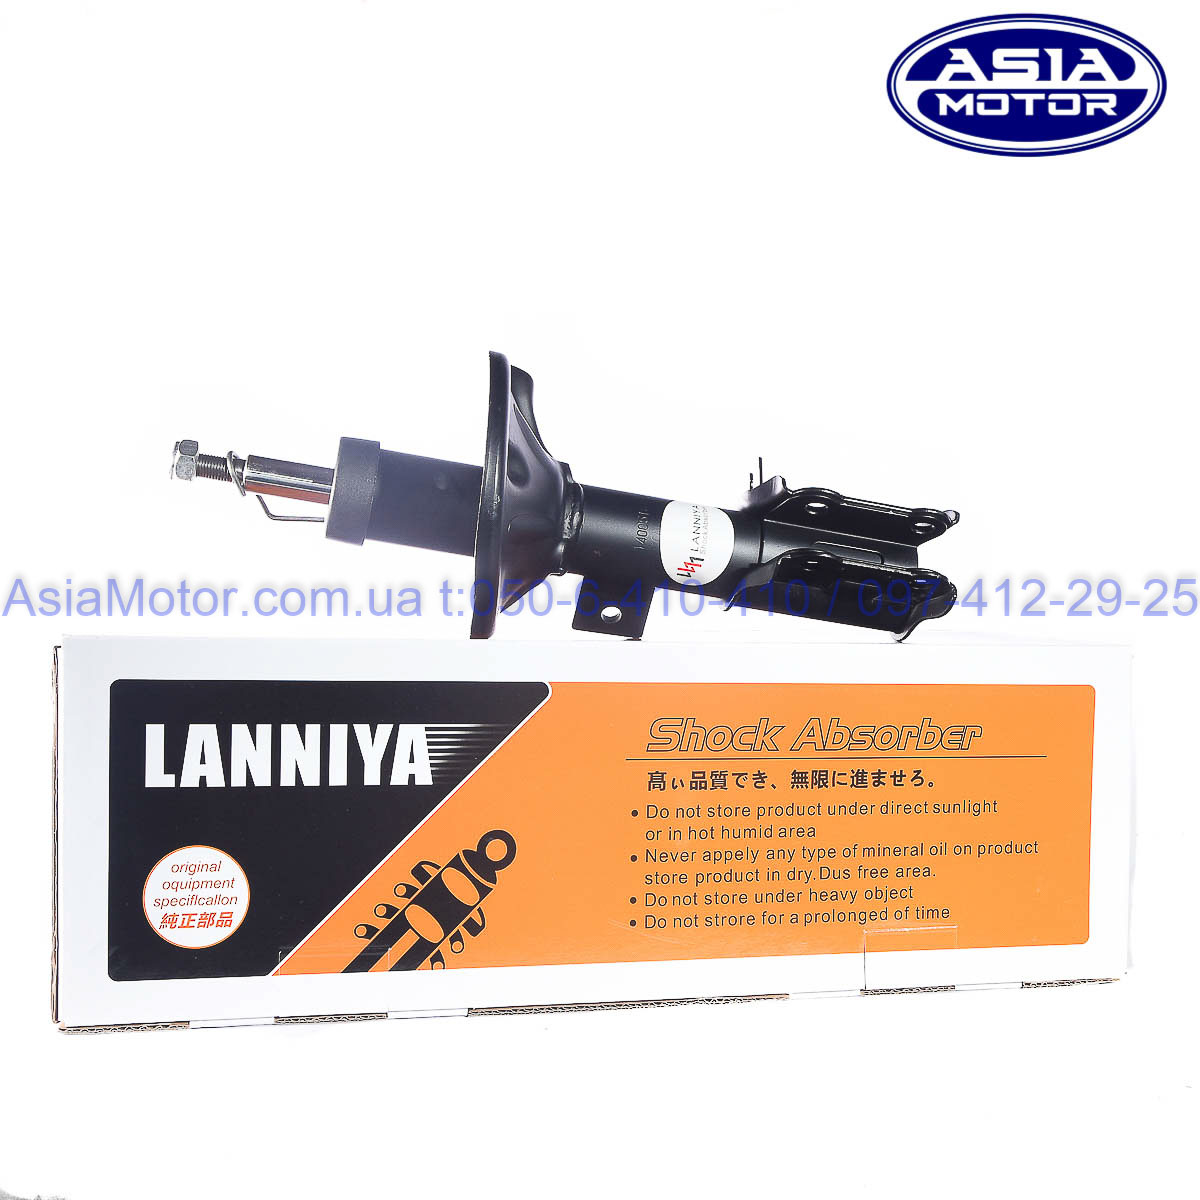 ASIA
MOTOR
LANNIYA
Shock Absorber
AsiaMotor.com.ua t:050-6-410-410 / 097-412-29-25
LANNIYA
Shock Absorber
高ぃ品質でき、無限に進ませろ。
• Do not store product under direct sunlight
or in hot humid area
• Never appely any type of mineral oil on product
store product in dry.Dus free area.
• Do not store under heavy object
• Do not strore for a prolonged of time
original
oquipment
speciflcallon
純正部品